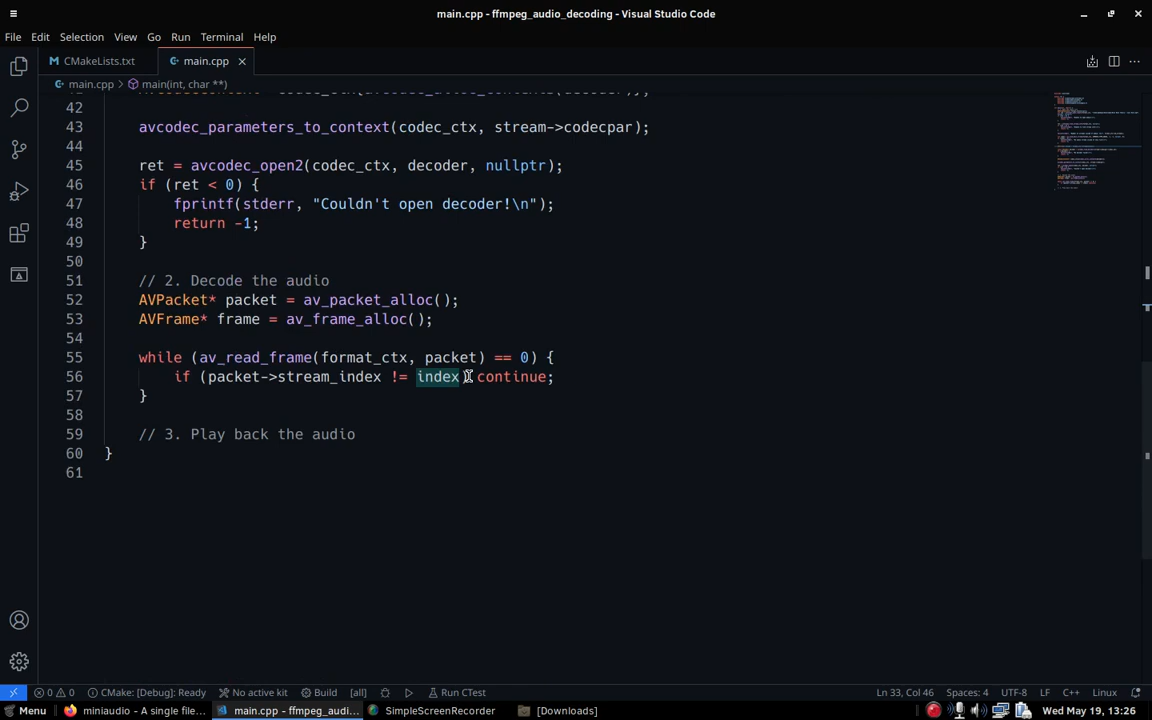 main.cpp - ffmpeg_audio_decoding - Visual Studio Code
File Edit Selection View Go Run Terminal Help
CMakeLists.txt main.cpp
main.cpp > main(int, char **)
42
43 avcodec_parameters_to_context(codec_ctx, stream->codecpar);
44
45 ret = avcodec_open2(codec_ctx, decoder, nullptr);
46 if (ret < 0) {
47 fprintf(stderr, "Couldn't open decoder!\n");
48 return -1;
49 }
50
51 // 2. Decode the audio
52 AVPacket* packet = av_packet_alloc();
53 AVFrame* frame = av_frame_alloc();
54
55 while (av_read_frame(format_ctx, packet) == 0) {
56 if (packet->stream_index != index) continue;
57 }
58
59 // 3. Play back the audio
60 }
61
0 0 CMake: [Debug]: Ready No active kit Build [all] Run CTest Ln 33, Col 46 Spaces: 4 UTF-8 LF C++ Linux
Menu miniaudio - A single file... main.cpp - ffmpeg_audi... SimpleScreenRecorder [Downloads] Wed May 19, 13:26